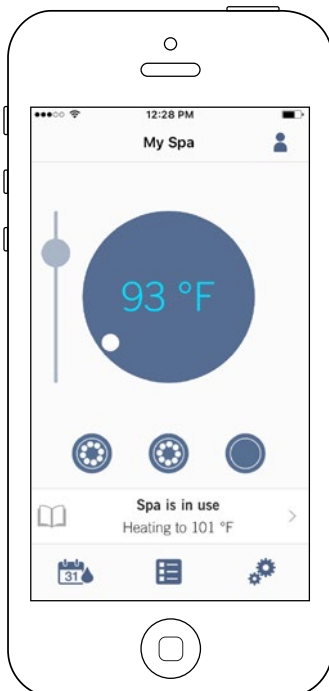 12:28 PM
My Spa
93 °F
Spa is in use
Heating to 101 °F
31